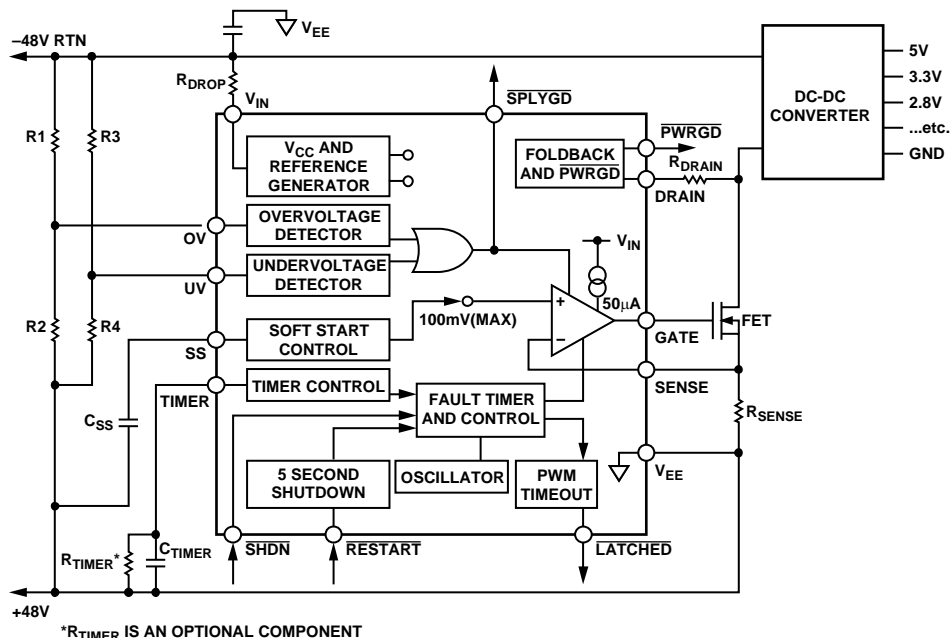 V_EE
–48V RTN
R_DROP
V_IN
SPLYGD
DC-DC
CONVERTER
5V
3.3V
2.8V
...etc.
GND
R1
R3
V_CC AND
REFERENCE
GENERATOR
FOLDBACK
AND PWRGD
PWRGD
R_DRAIN
DRAIN
OV
OVERVOLTAGE
DETECTOR
UV
UNDERVOLTAGE
DETECTOR
V_IN
50μA
+
–
100mV(MAX)
GATE
FET
R2
R4
SS
SOFT START
CONTROL
TIMER
TIMER CONTROL
FAULT TIMER
AND CONTROL
SENSE
R_SENSE
C_SS
5 SECOND
SHUTDOWN
OSCILLATOR
PWM
TIMEOUT
V_EE
R_TIMER*
C_TIMER
SHDN
RESTART
LATCHED
+48V
*R_TIMER IS AN OPTIONAL COMPONENT